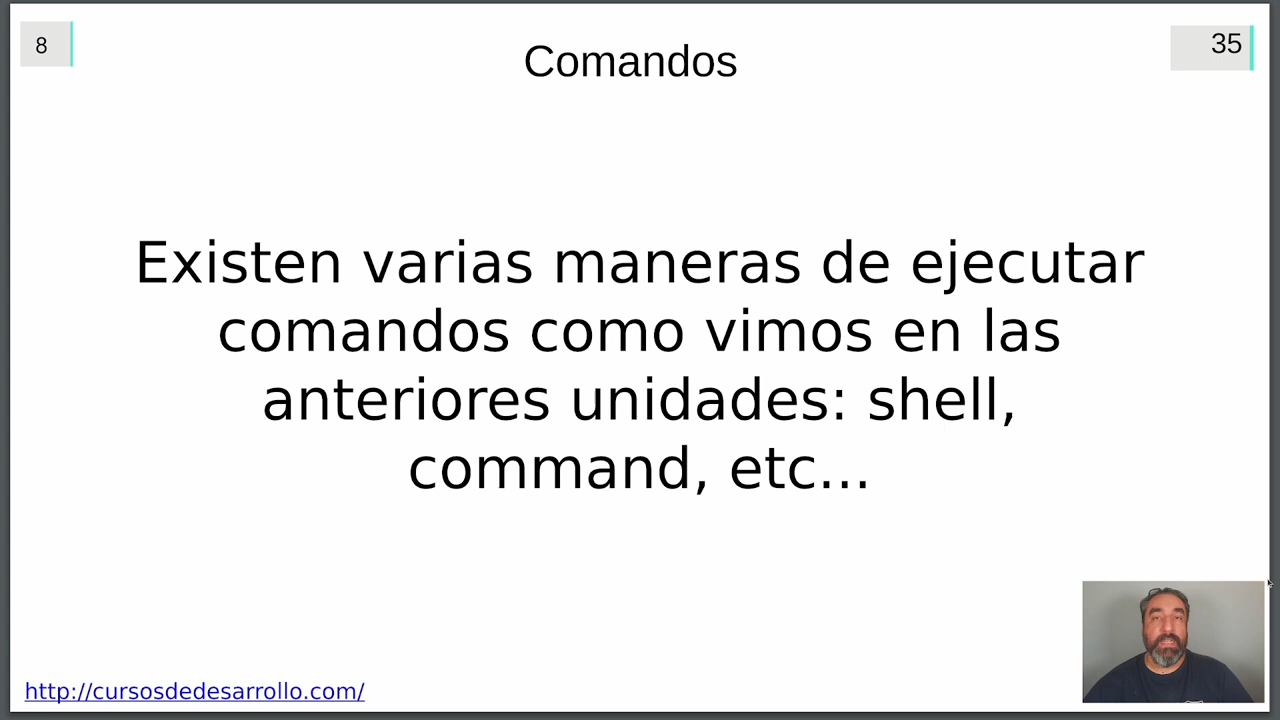 8
Comandos
35
Existen varias maneras de ejecutar
comandos como vimos en las
anteriores unidades: shell,
command, etc...
http://cursosdedesarrollo.com/